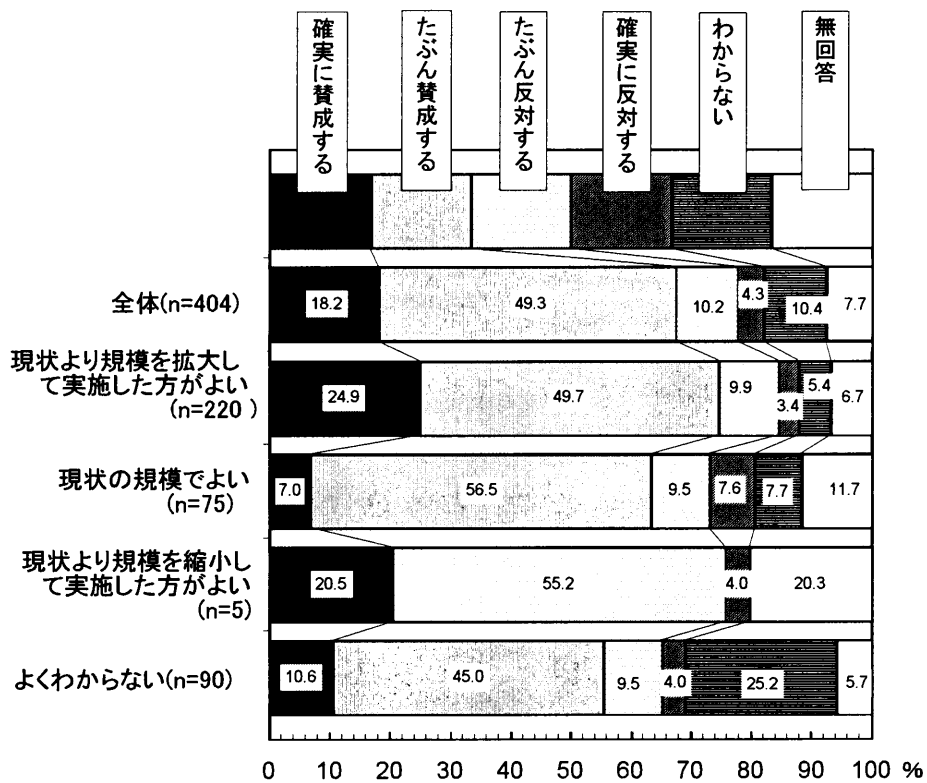 確実に賛成する
たぶん賛成する
たぶん反対する
確実に反対する
わからない
無回答
全体(n=404)
18.2 49.3 10.2 4.3 10.4 7.7
現状より規模を拡大し
て実施した方がよい
(n=220 )
24.9 49.7 9.9 3.4 5.4 6.7
現状の規模でよい
(n=75)
7.0 56.5 9.5 7.6 7.7 11.7
現状より規模を縮小し
て実施した方がよい
(n=5)
20.5 55.2 4.0 20.3
よくわからない(n=90)
10.6 45.0 9.5 4.0 25.2 5.7
0 10 20 30 40 50 60 70 80 90 100 %